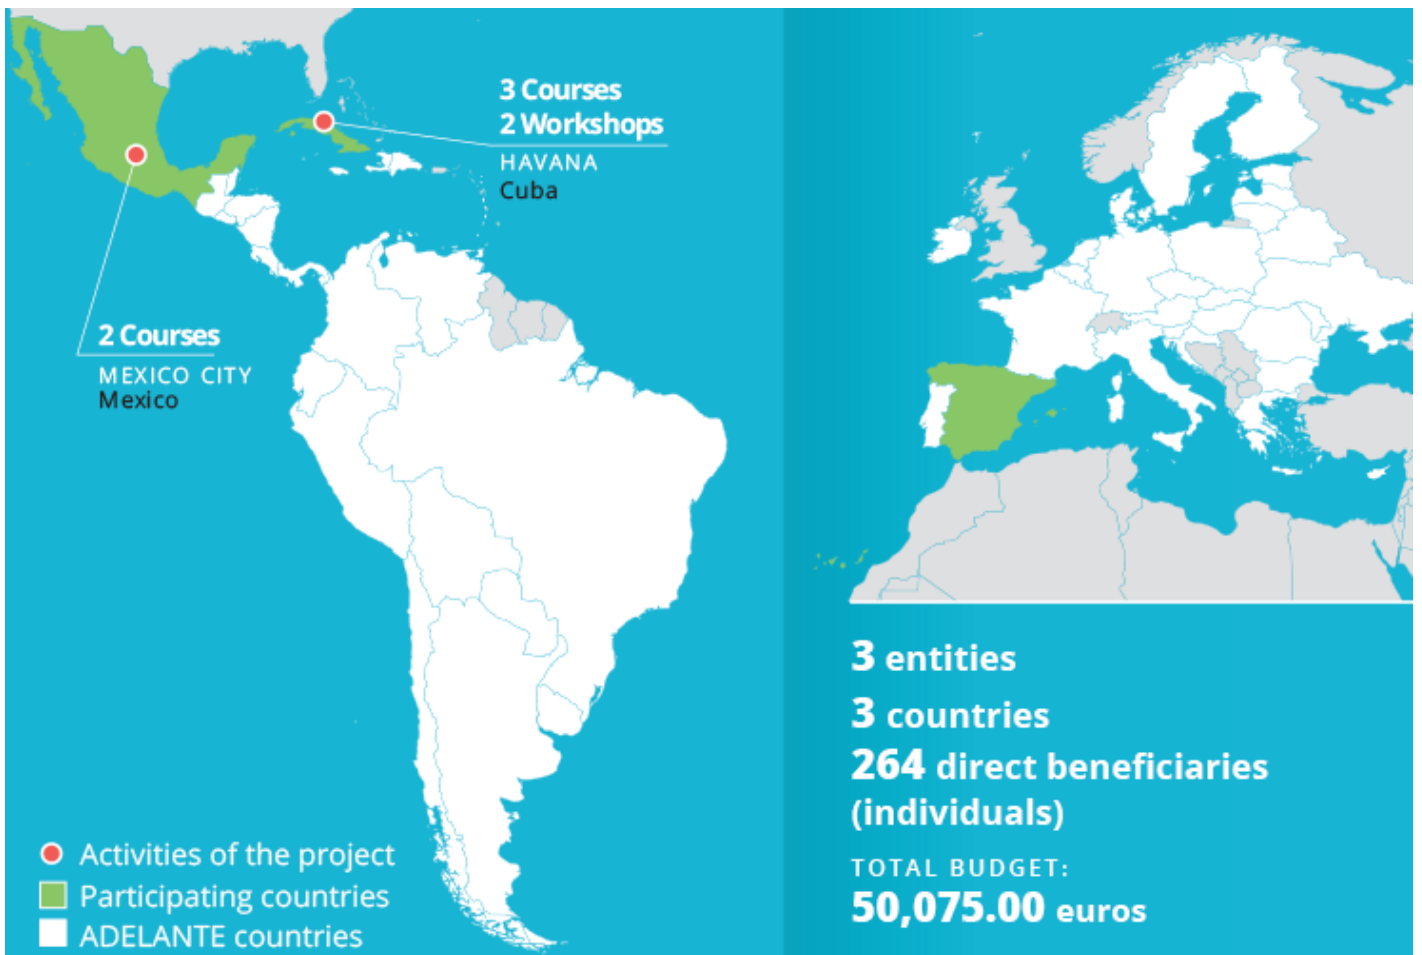 3 Courses
2 Workshops
HAVANA
Cuba
2 Courses
MEXICO CITY
Mexico
Activities of the project
Participating countries
ADELANTE countries
3 entities
3 countries
264 direct beneficiaries
(individuals)
TOTAL BUDGET:
50,075.00 euros